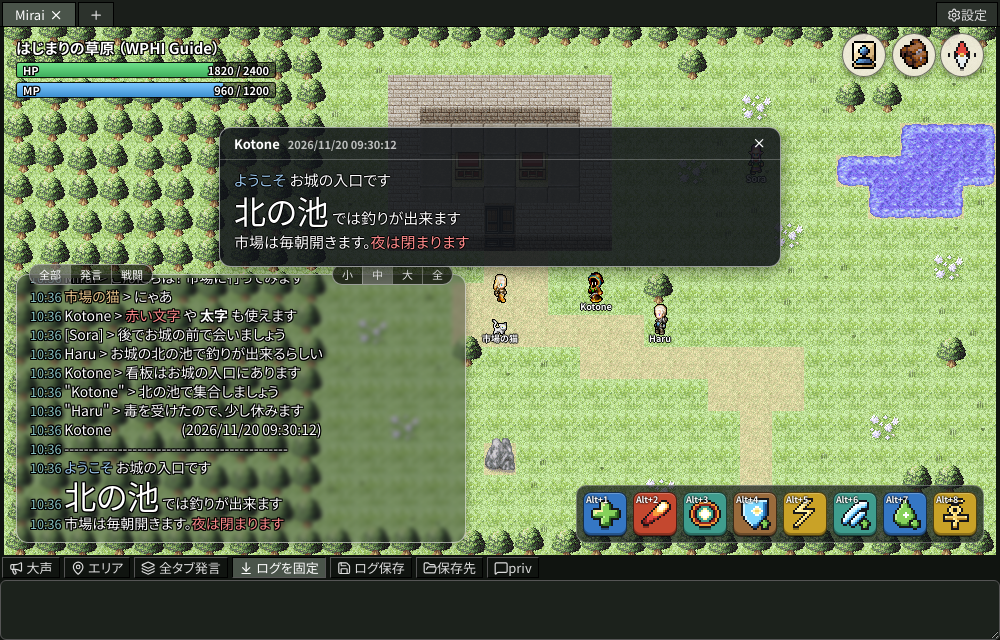 Mirai ×
+
設定
はじまりの草原 (WPHI Guide)
HP 1820 / 2400
MP 960 / 1200
Kotone 2026/11/20 09:30:12 ×
ようこそ お城の入口です
北の池 では釣りが出来ます
市場は毎朝開きます。夜は閉まります
Sora
全部 発言 戦闘
小 中 大 全
市場に行ってみます
10:36 市場の猫 > にゃあ
10:36 Kotone > 赤い文字 や 太字 も使えます
10:36 [Sora] > 後でお城の前で会いましょう
10:36 Haru > お城の北の池で釣りが出来るらしい
10:36 Kotone > 看板はお城の入口にあります
10:36 "Kotone" > 北の池で集合しましょう
10:36 "Haru" > 毒を受けたので、少し休みます
10:36 Kotone (2026/11/20 09:30:12)
10:36 ----------------------------------------
10:36 ようこそ お城の入口です
10:36 北の池 では釣りが出来ます
10:36 市場は毎朝開きます。夜は閉まります
Kotone
市場の猫
Haru
Alt+1 Alt+2 Alt+3 Alt+4 Alt+5 Alt+6 Alt+7 Alt+8
大声 エリア 全タブ発言 ログを固定 ログ保存 保存先 priv